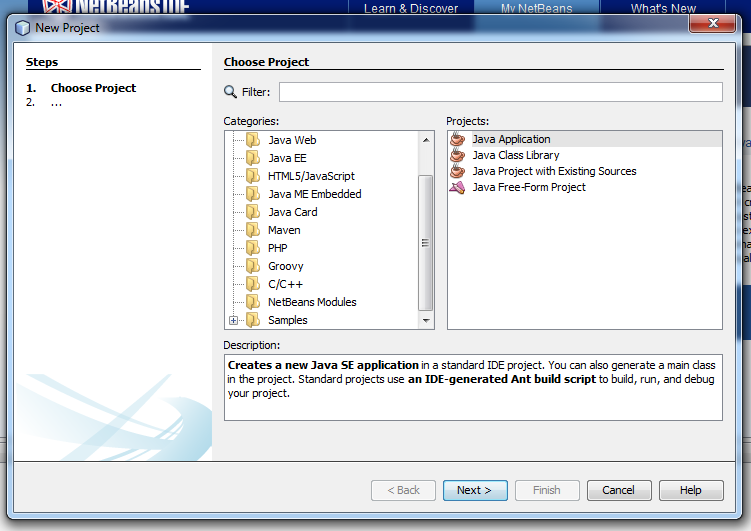 NetBeans IDE
Learn & Discover
My NetBeans
What's New
New Project
Steps
1. Choose Project
2. ...
Choose Project
Filter:
Categories:
Java Web
Java EE
HTML5/JavaScript
Java ME Embedded
Java Card
Maven
PHP
Groovy
C/C++
NetBeans Modules
Samples
Projects:
Java Application
Java Class Library
Java Project with Existing Sources
Java Free-Form Project
Description:
Creates a new Java SE application in a standard IDE project. You can also generate a main class
in the project. Standard projects use an IDE-generated Ant build script to build, run, and debug
your project.
< Back
Next >
Finish
Cancel
Help